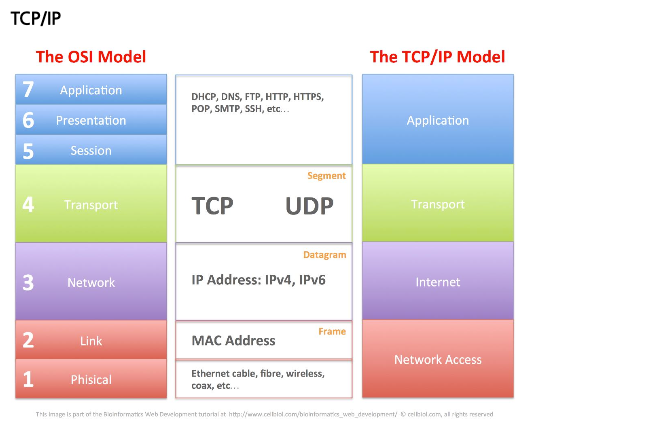 TCP/IP
The OSI Model
The TCP/IP Model
7 Application
6 Presentation
5 Session
DHCP, DNS, FTP, HTTP, HTTPS,
POP, SMTP, SSH, etc...
Application
4 Transport
Segment
TCP UDP
Transport
3 Network
Datagram
IP Address: IPv4, IPv6
Internet
2 Link
Frame
MAC Address
1 Phisical
Ethernet cable, fibre, wireless,
coax, etc...
Network Access
This image is part of the Bioinformatics Web Development tutorial at http://www.cellbiol.com/bioinformatics_web_development/ © cellbiol.com, all rights reserved